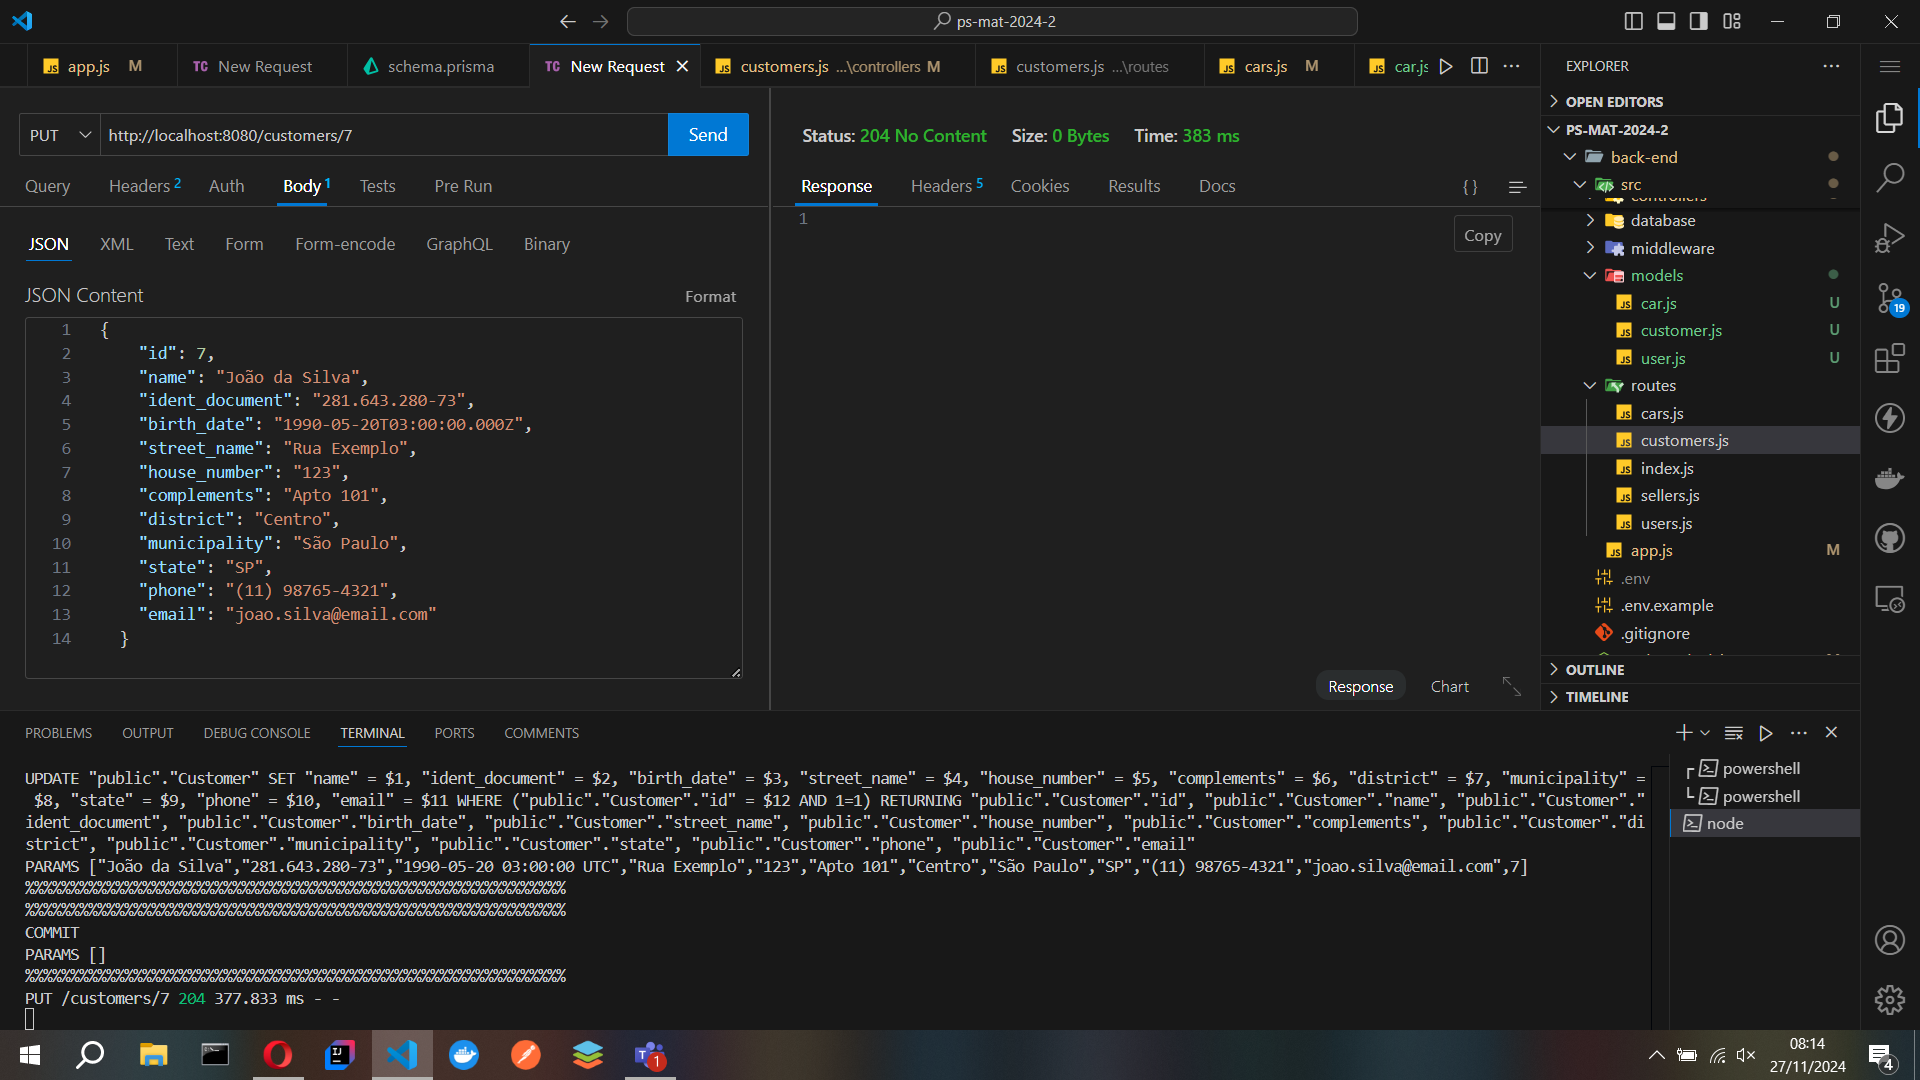 ps-mat-2024-2
app.js M
TC New Request
schema.prisma
TC New Request
customers.js ...\controllers M
customers.js ...\routes
cars.js M
car.js
PUT
http://localhost:8080/customers/7
Send
Query
Headers 2
Auth
Body 1
Tests
Pre Run
JSON
XML
Text
Form
Form-encode
GraphQL
Binary
JSON Content
Format
1 {
2 "id": 7,
3 "name": "João da Silva",
4 "ident_document": "281.643.280-73",
5 "birth_date": "1990-05-20T03:00:00.000Z",
6 "street_name": "Rua Exemplo",
7 "house_number": "123",
8 "complements": "Apto 101",
9 "district": "Centro",
10 "municipality": "São Paulo",
11 "state": "SP",
12 "phone": "(11) 98765-4321",
13 "email": "joao.silva@email.com"
14 }
Status: 204 No Content Size: 0 Bytes Time: 383 ms
Response
Headers 5
Cookies
Results
Docs
{}
1
Copy
Response
Chart
EXPLORER
OPEN EDITORS
PS-MAT-2024-2
back-end
src
controllers
database
middleware
models
car.js U
customer.js U
user.js U
routes
cars.js
customers.js
index.js
sellers.js
users.js
app.js M
.env
.env.example
.gitignore
OUTLINE
TIMELINE
19
PROBLEMS
OUTPUT
DEBUG CONSOLE
TERMINAL
PORTS
COMMENTS
UPDATE "public"."Customer" SET "name" = $1, "ident_document" = $2, "birth_date" = $3, "street_name" = $4, "house_number" = $5, "complements" = $6, "district" = $7, "municipality" =
$8, "state" = $9, "phone" = $10, "email" = $11 WHERE ("public"."Customer"."id" = $12 AND 1=1) RETURNING "public"."Customer"."id", "public"."Customer"."name", "public"."Customer"."
ident_document", "public"."Customer"."birth_date", "public"."Customer"."street_name", "public"."Customer"."house_number", "public"."Customer"."complements", "public"."Customer"."di
strict", "public"."Customer"."municipality", "public"."Customer"."state", "public"."Customer"."phone", "public"."Customer"."email"
PARAMS ["João da Silva","281.643.280-73","1990-05-20 03:00:00 UTC","Rua Exemplo","123","Apto 101","Centro","São Paulo","SP","(11) 98765-4321","joao.silva@email.com",7]
%%%%%%%%%%%%%%%%%%%%%%%%%%%%%%%%%%%%%%%%%%%%%%%%%%%%%%%%%%%%
%%%%%%%%%%%%%%%%%%%%%%%%%%%%%%%%%%%%%%%%%%%%%%%%%%%%%%%%%%%%
COMMIT
PARAMS []
%%%%%%%%%%%%%%%%%%%%%%%%%%%%%%%%%%%%%%%%%%%%%%%%%%%%%%%%%%%%
PUT /customers/7 204 377.833 ms - -
powershell
powershell
node
1
08:14
27/11/2024
4